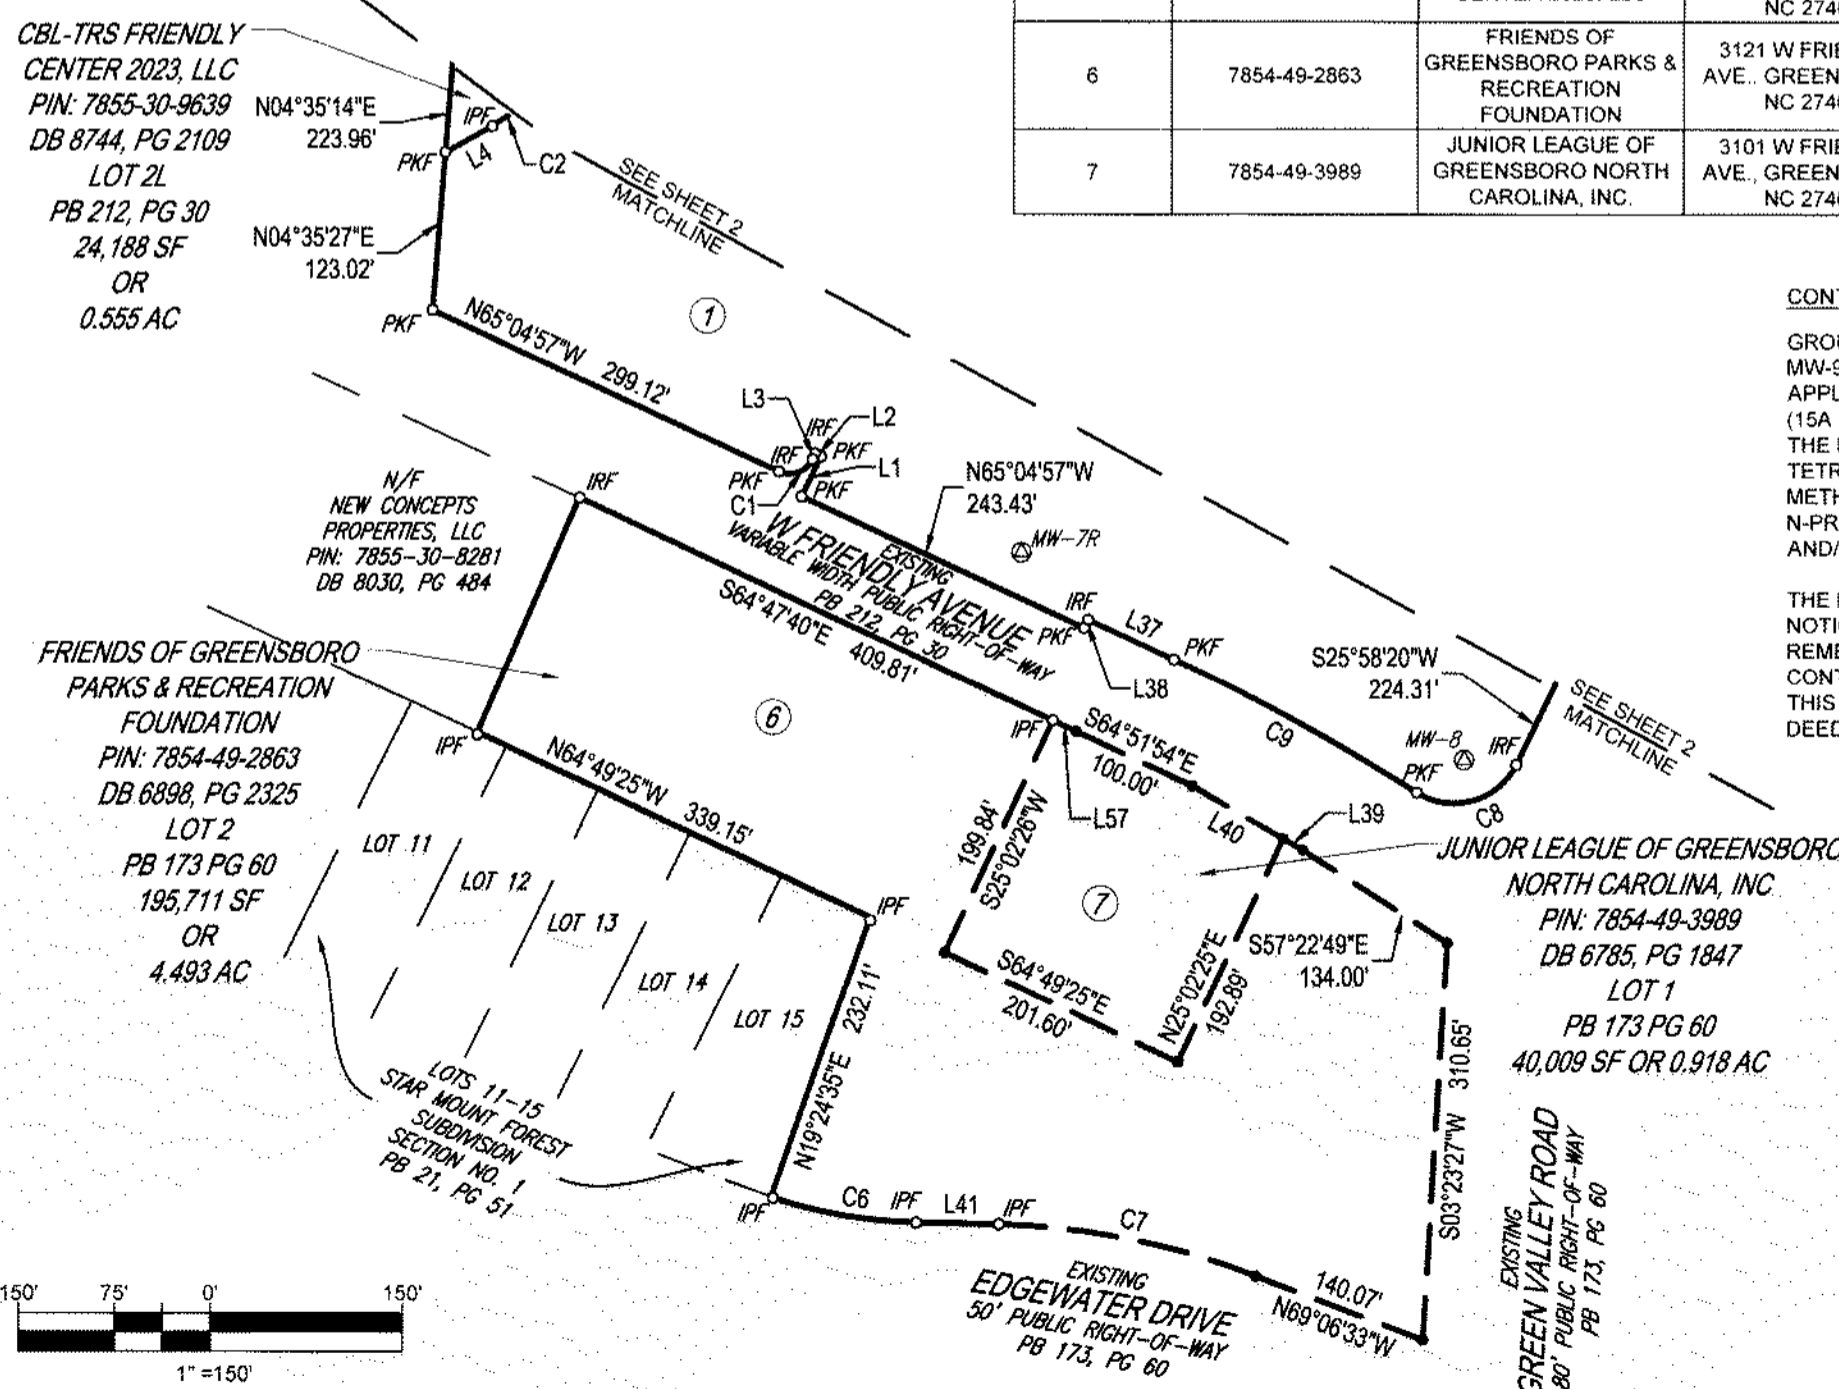 CBL-TRS FRIENDLY
CENTER 2023, LLC
PIN: 7855-30-9639
DB 8744, PG 2109
LOT 2L
PB 212, PG 30
24,188 SF
OR
0.555 AC
N04°35'14"E
223.96'
IPF
PKF
L4
C2
N04°35'27"E
123.02'
PKF
SEE SHEET 2
MATCHLINE
1
NC 274
6
7854-49-2863
FRIENDS OF
GREENSBORO PARKS &
RECREATION
FOUNDATION
3121 W FRIE
AVE.. GREEN
NC 274
7
7854-49-3989
JUNIOR LEAGUE OF
GREENSBORO NORTH
CAROLINA, INC.
3101 W FRIE
AVE., GREEN
NC 274
CONT
GROU
MW-9
APPL
(15A
THE
TETR
METH
N-PR
AND/
THE
NOTI
REME
CONT
THIS
DEED
N65°04'57"W 299.12'
L3
IRF
L2
IRF
PKF
PKF
L1
C1
PKF
N65°04'57"W
243.43'
MW-7R
N/F
NEW CONCEPTS
PROPERTIES, LLC
PIN: 7855-30-8281
DB 8030, PG 484
IRF
EXISTING
W FRIENDLY AVENUE
VARIABLE WIDTH PUBLIC RIGHT-OF-WAY
PB 212, PG 30
S64°47'40"E 409.81'
IRF
L37
PKF
PKF
L38
S25°58'20"W
224.31'
SEE SHEET 2
MATCHLINE
FRIENDS OF GREENSBORO
PARKS & RECREATION
FOUNDATION
PIN: 7854-49-2863
DB 6898, PG 2325
LOT 2
PB 173 PG 60
195,711 SF
OR
4.493 AC
6
IPF
IPF
S64°51'54"E
100.00'
C9
MW-8
IRF
PKF
C8
N64°49'25"W 339.15'
L57
L40
L39
199.84'
S25°02'26"W
7
JUNIOR LEAGUE OF GREENSBORO
NORTH CAROLINA, INC
PIN: 7854-49-3989
DB 6785, PG 1847
LOT 1
PB 173 PG 60
40,009 SF OR 0.918 AC
LOT 11
LOT 12
LOT 13
LOT 14
LOT 15
IPF
S64°49'25"E
201.60'
N25°02'25"E
192.89'
S57°22'49"E
134.00'
N19°24'35"E 232.11'
S03°23'27"W 310.65'
LOTS 11-15
STAR MOUNT FOREST
SUBDIVISION
SECTION NO. 1
PB 21, PG 51
IPF
C6
IPF
L41
IPF
C7
EXISTING
EDGEWATER DRIVE
50' PUBLIC RIGHT-OF-WAY
PB 173, PG 60
140.07'
N69°06'33"W
EXISTING
GREEN VALLEY ROAD
80' PUBLIC RIGHT-OF-WAY
PB 173, PG 60
150' 75' 0' 150'
1" =150'